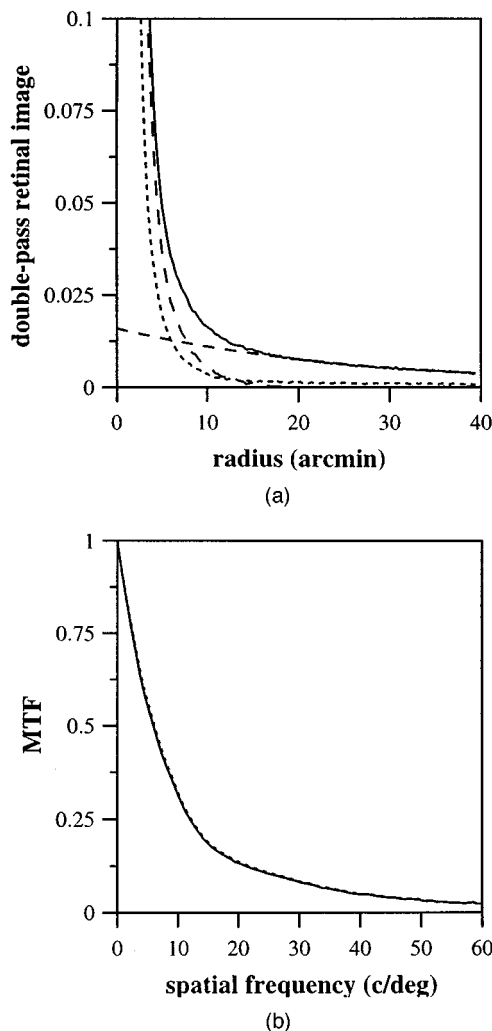 double-pass retinal image
0.1
0.075
0.05
0.025
0
0 10 20 30 40
radius (arcmin)
(a)
MTF
1
0.75
0.5
0.25
0
0 10 20 30 40 50 60
spatial frequency (c/deg)
(b)